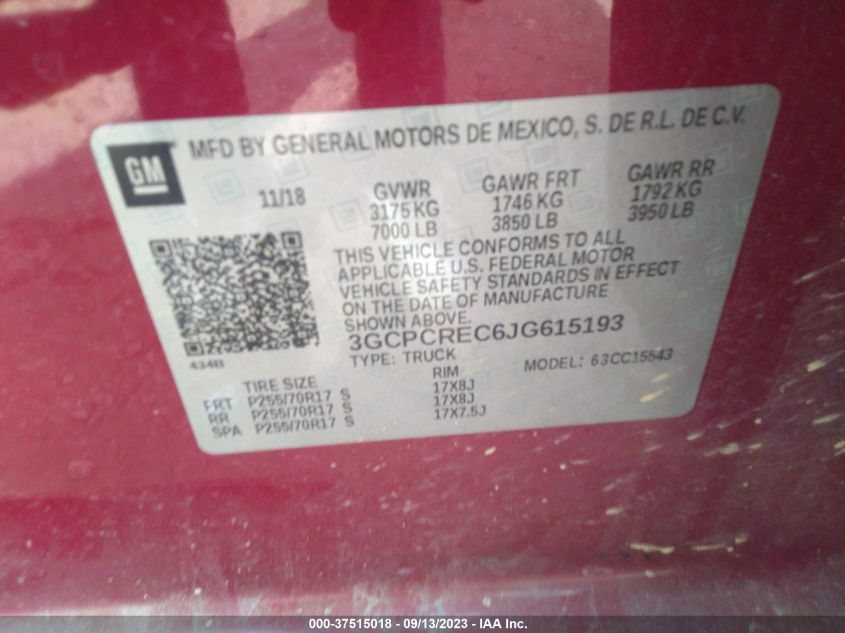 GM
MFD BY GENERAL MOTORS DE MEXICO, S. DE R.L. DE C.V.
11/18 GVWR GAWR FRT GAWR RR
3175 KG 1746 KG 1792 KG
7000 LB 3850 LB 3950 LB
THIS VEHICLE CONFORMS TO ALL
APPLICABLE U.S. FEDERAL MOTOR
VEHICLE SAFETY STANDARDS IN EFFECT
ON THE DATE OF MANUFACTURE
SHOWN ABOVE.
3GCPCREC6JG615193
434B TYPE: TRUCK MODEL: 63CC15543
TIRE SIZE RIM
FRT P255/70R17 S 17X8J
RR P255/70R17 S 17X8J
SPA P255/70R17 S 17X7.5J
000-37515018 - 09/13/2023 - IAA Inc.